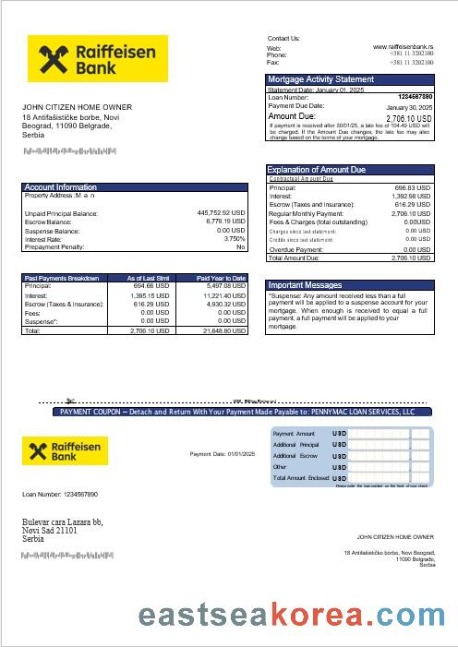 Raiffeisen
Bank
Contact Us:
Web: www.raiffeisenbank.rs
Phone: +381 11 3202100
Fax: +381 11 3202100
JOHN CITIZEN HOME OWNER
18 Antifašističke borbe, Novi
Beograd, 11090 Belgrade,
Serbia
Mortgage Activity Statement
Statement Date: January 01, 2025
Loan Number: 1234567890
Payment Due Date: January 30, 2025
Amount Due: 2,706.10 USD
If payment is received after 30/01/25, a late fee of 104.40 USD will
be charged. If the Amount Due changes, the late fee may also
change based on the terms of your mortgage.
Account Information
Property Address :M a n
Unpaid Principal Balance: 445,752.92 USD
Escrow Balance: 6,779.19 USD
Suspense Balance: 0.00 USD
Interest Rate: 3.750%
Prepayment Penalty: No
Explanation of Amount Due
Contractual Amount Due
Principal: 696.83 USD
Interest: 1,392.98 USD
Escrow (Taxes and Insurance): 616.29 USD
Regular Monthly Payment: 2,706.10 USD
Fees & Charges (total outstanding) 0.00USD
Charges since last statement: 0.00 USD
Credits since last statement: 0.00 USD
Overdue Payment: 0.00 USD
Total Amount Due: 2,706.10 USD
Past Payments Breakdown As of Last Stmt Paid Year to Date
Principal: 694.66 USD 5,497.08 USD
Interest: 1,395.15 USD 11,221.40 USD
Escrow (Taxes & Insurance): 616.29 USD 4,930.32 USD
Fees: 0.00 USD 0.00 USD
Suspense*: 0.00 USD 0.00 USD
Total: 2,706.10 USD 21,648.80 USD
Important Messages
*Suspense: Any amount received less than a full
payment will be applied to a suspense account for your
mortgage. When enough is received to equal a full
payment, a full payment will be applied to your
mortgage.
PAYMENT COUPON – Detach and Return With Your Payment Made Payable to: PENNYMAC LOAN SERVICES, LLC
Raiffeisen
Bank
Payment Date: 01/01/2025
Payment Amount USD
Additional Principal USD
Additional Escrow USD
Other USD
Total Amount Enclosed USD
Loan Number: 1234567890
Bulevar cara Lazara bb,
Novi Sad 21101
Serbia
JOHN CITIZEN HOME OWNER
18 Antifašističke borbe, Novi Beograd,
11090 Belgrade,
Serbia
eastseakorea.com